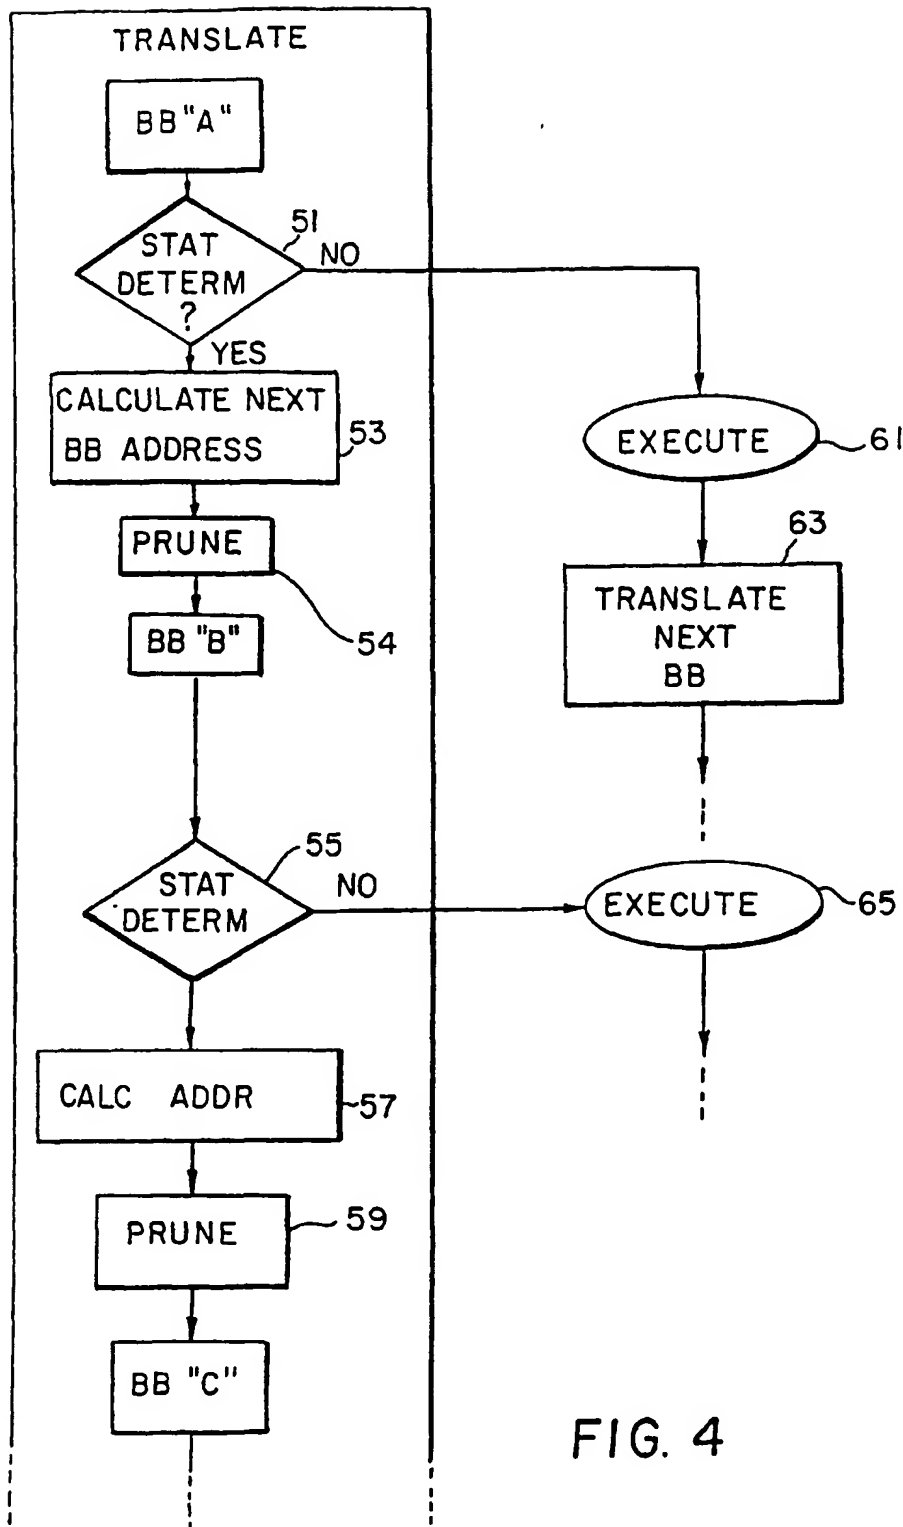 TRANSLATE
BB "A"
51
STAT
DETERM
?
NO
YES
CALCULATE NEXT
BB ADDRESS
53
PRUNE
54
BB "B"
EXECUTE
61
63
TRANSLATE
NEXT
BB
55
STAT
DETERM
NO
EXECUTE
65
CALC ADDR
57
PRUNE
59
BB "C"
FIG. 4